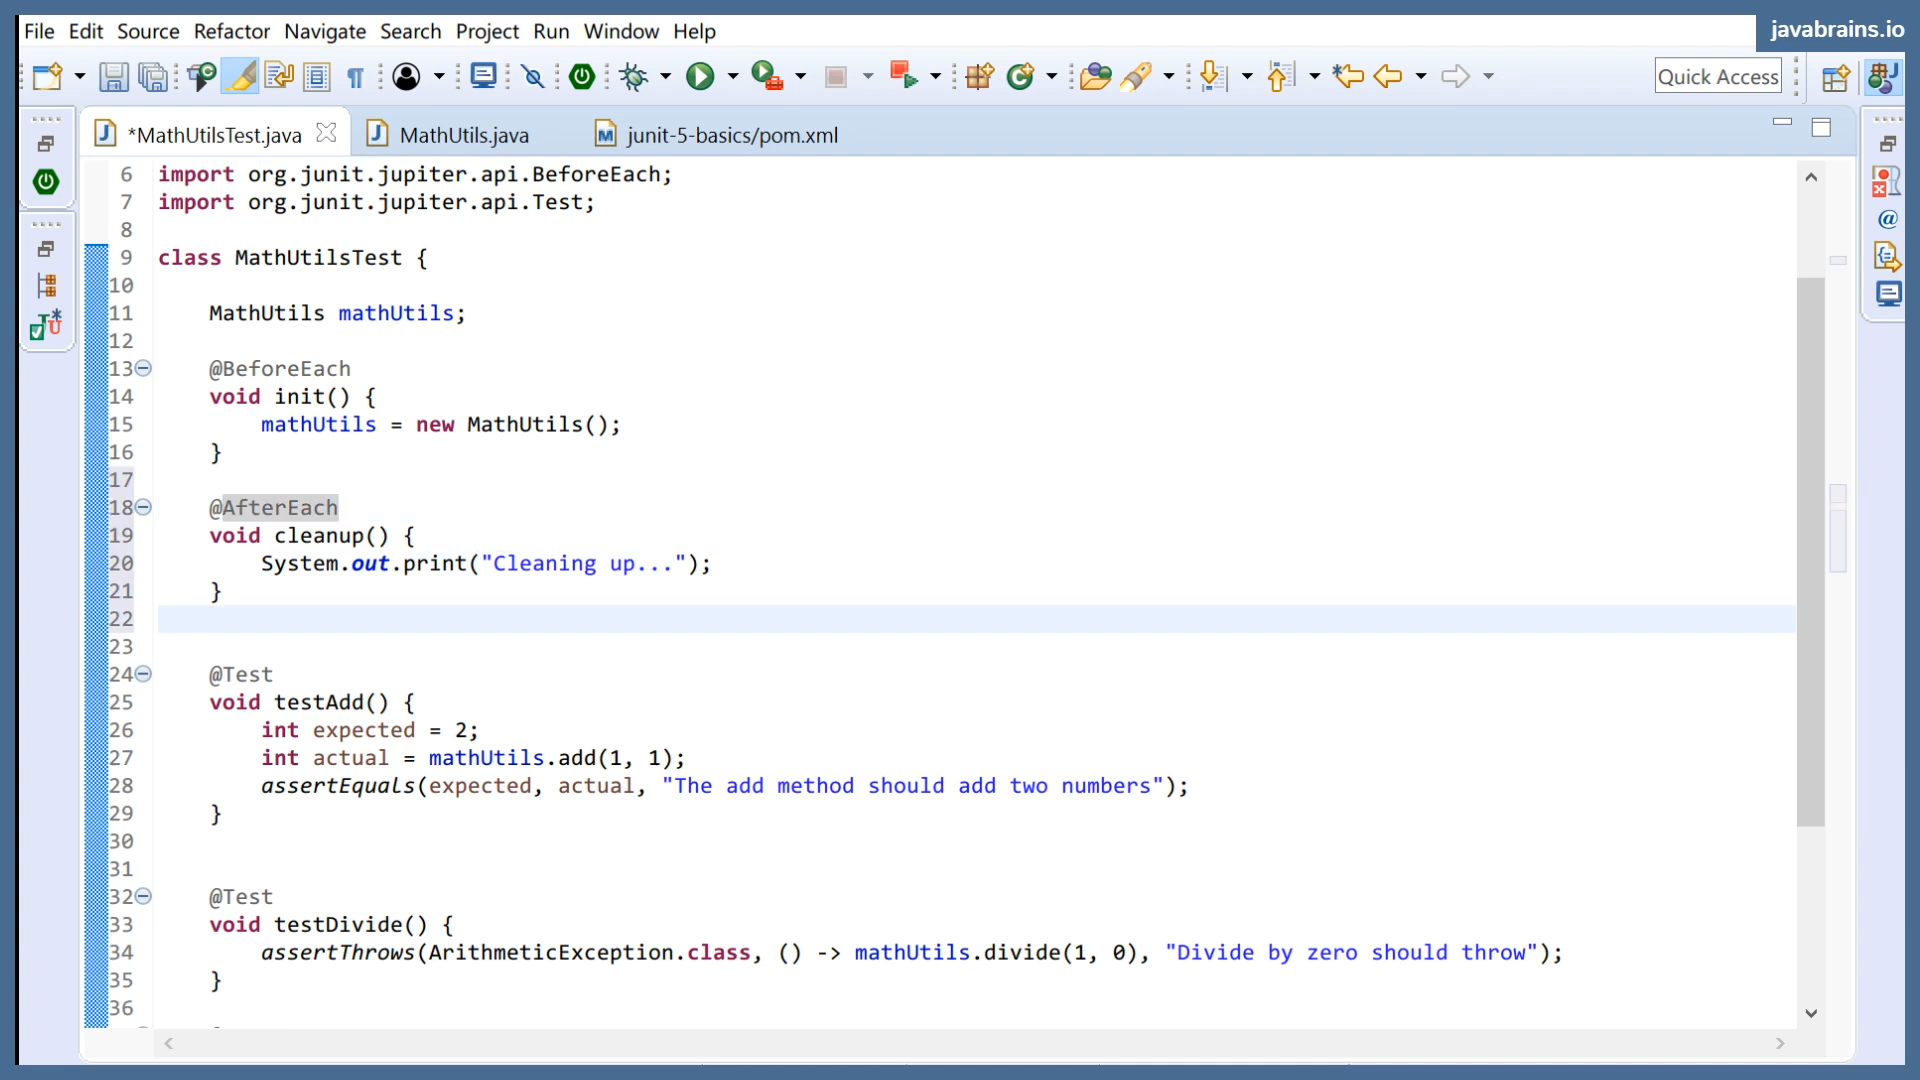 javabrains.io
File Edit Source Refactor Navigate Search Project Run Window Help
Quick Access
*MathUtilsTest.java MathUtils.java junit-5-basics/pom.xml
6 import org.junit.jupiter.api.BeforeEach;
7 import org.junit.jupiter.api.Test;
8
9 class MathUtilsTest {
10
11 MathUtils mathUtils;
12
13 @BeforeEach
14 void init() {
15 mathUtils = new MathUtils();
16 }
17
18 @AfterEach
19 void cleanup() {
20 System.out.print("Cleaning up...");
21 }
22
23
24 @Test
25 void testAdd() {
26 int expected = 2;
27 int actual = mathUtils.add(1, 1);
28 assertEquals(expected, actual, "The add method should add two numbers");
29 }
30
31
32 @Test
33 void testDivide() {
34 assertThrows(ArithmeticException.class, () -> mathUtils.divide(1, 0), "Divide by zero should throw");
35 }
36